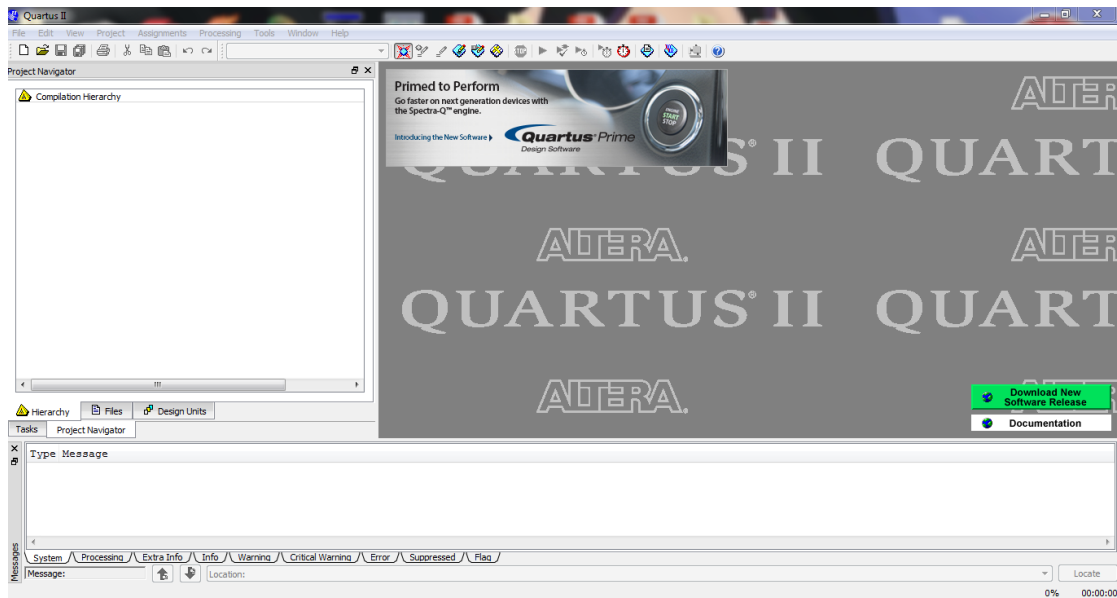 Quartus II
File Edit View Project Assignments Processing Tools Window Help
Project Navigator
Compilation Hierarchy
Hierarchy Files Design Units
Tasks Project Navigator
Primed to Perform
Go faster on next generation devices with
the Spectra-Q™ engine.
Introducing the New Software
Quartus Prime
Design Software
ENGINE
START
STOP
ALTERA
QUARTUS® II QUART
ALTERA. ALTER
QUARTUS® II QUART
ALTERA.
Download New
Software Release
Documentation
Type Message
System Processing Extra Info Info Warning Critical Warning Error Suppressed Flag
Messages
Message: Location: Locate
0% 00:00:00